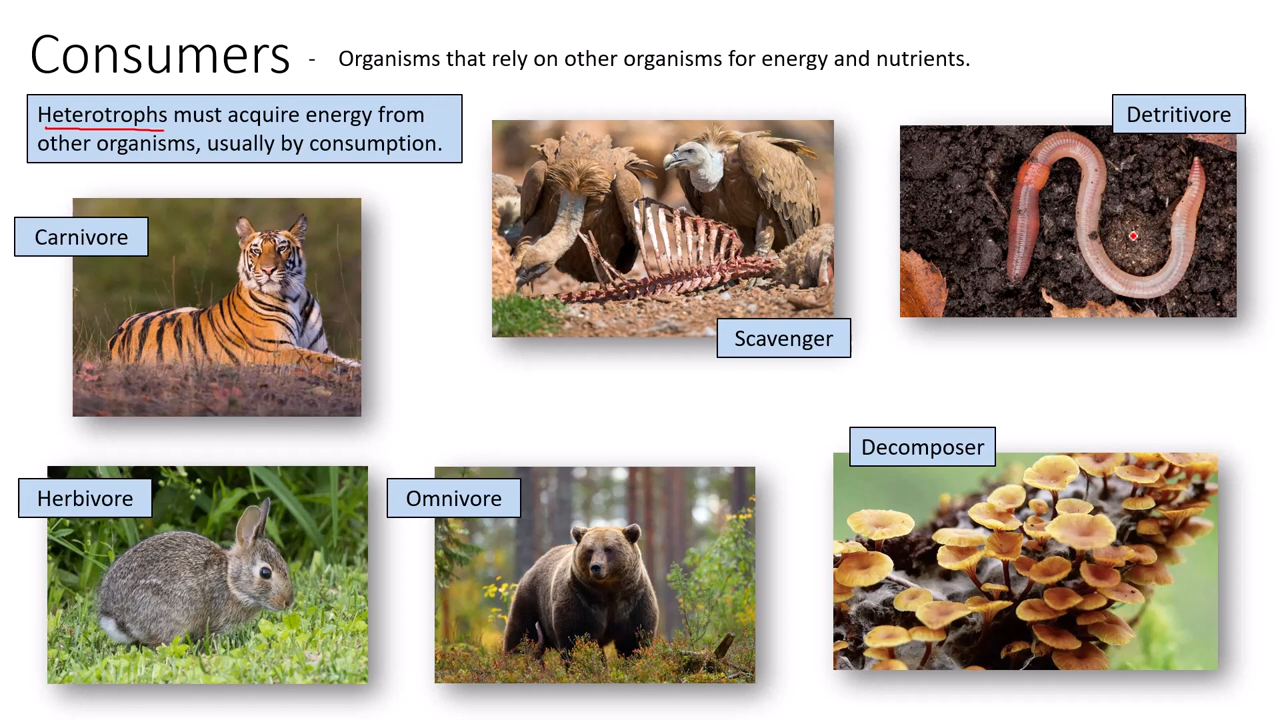 Consumers - Organisms that rely on other organisms for energy and nutrients.
Heterotrophs must acquire energy from
other organisms, usually by consumption.
Detritivore
Carnivore
Scavenger
Decomposer
Herbivore
Omnivore